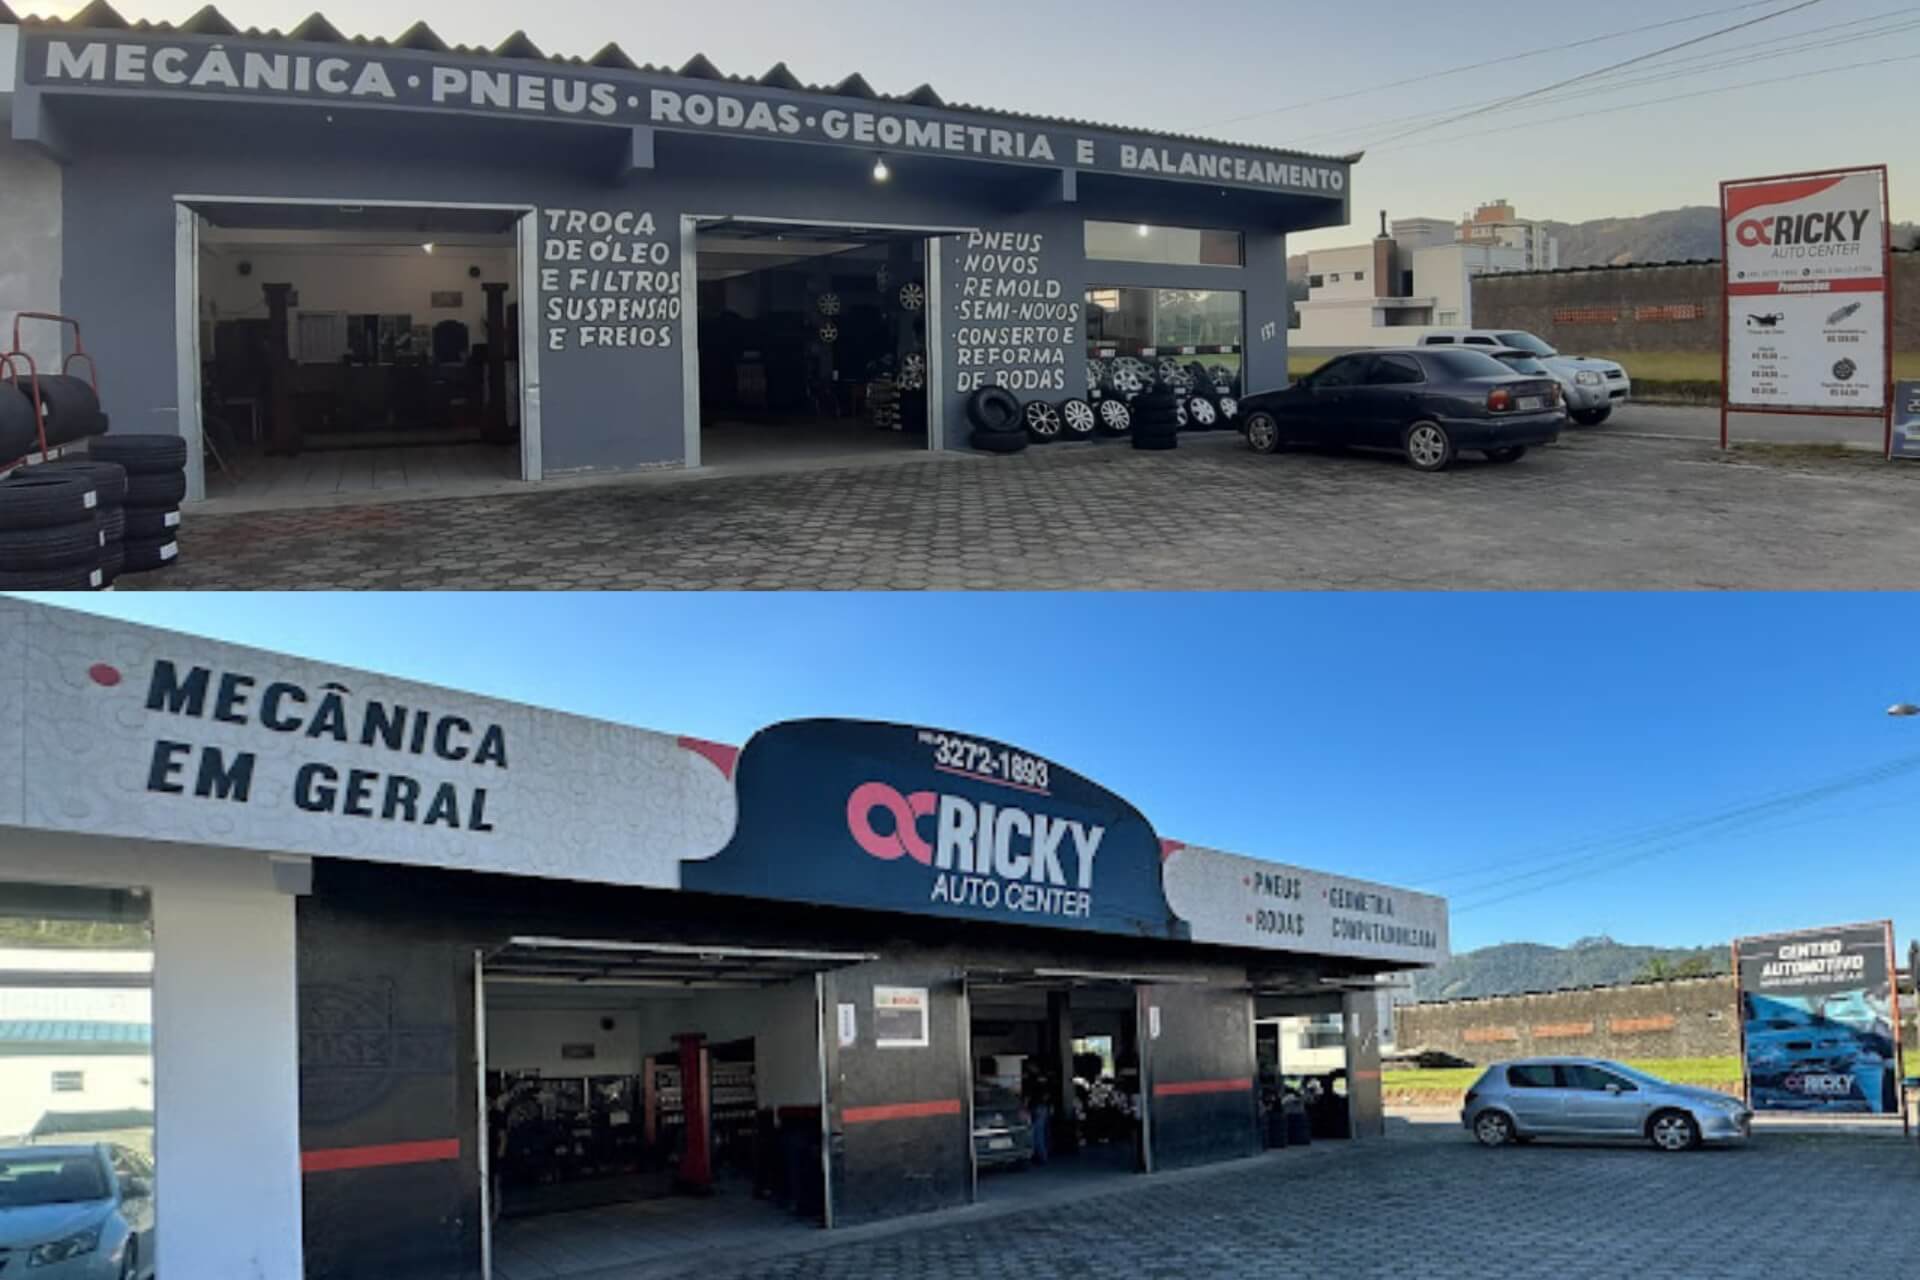 MECÂNICA · PNEUS · RODAS · GEOMETRIA E BALANCEAMENTO
TROCA
DE ÓLEO
E FILTROS
SUSPENSÃO
E FREIOS
· PNEUS
· NOVOS
· REMOLD
· SEMI-NOVOS
· CONSERTO E
REFORMA
DE RODAS
137
RICKY
AUTO CENTER
Promoções
• MECÂNICA
EM GERAL
3272-1893
RICKY
AUTO CENTER
• PNEUS
• RODAS
• GEOMETRIA
COMPUTADORIZADA
CENTRO
AUTOMOTIVO
RICKY